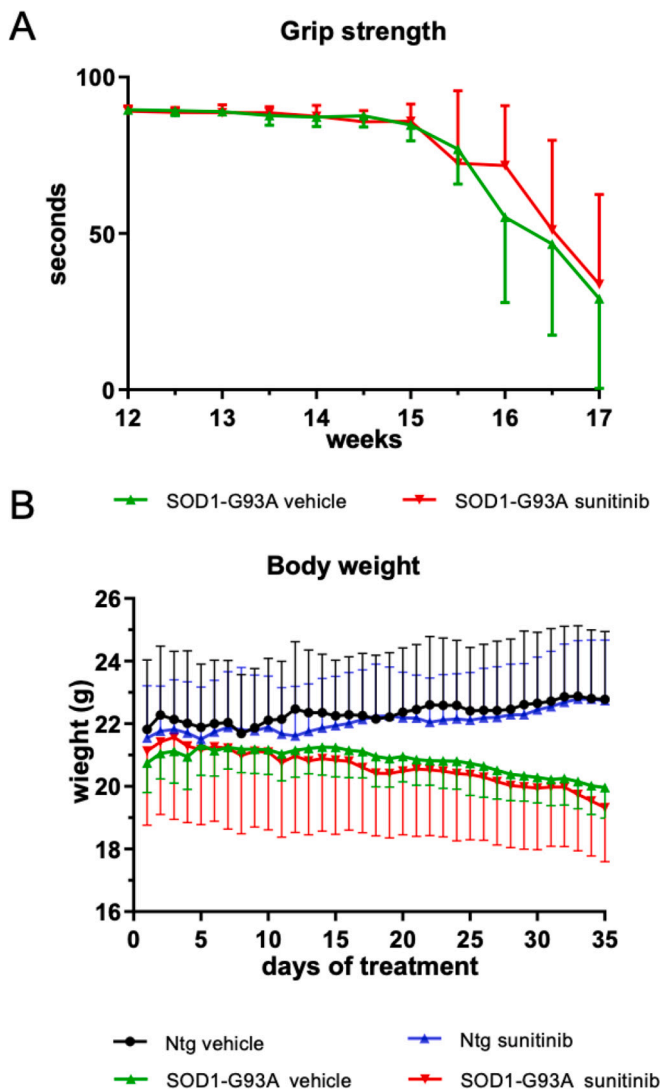 A
Grip strength
100
50
0
seconds
12 13 14 15 16 17
weeks
SOD1-G93A vehicle SOD1-G93A sunitinib
B
Body weight
26
24
22
20
18
16
wieght (g)
0 5 10 15 20 25 30 35
days of treatment
Ntg vehicle Ntg sunitinib
SOD1-G93A vehicle SOD1-G93A sunitinib